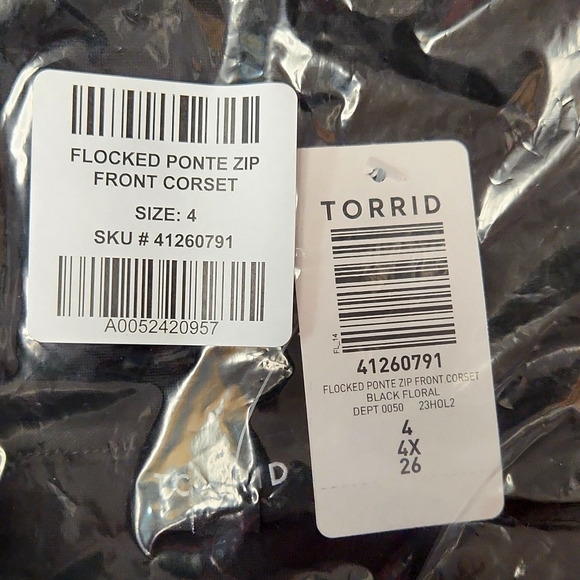 FLOCKED PONTE ZIP
FRONT CORSET
SIZE: 4
SKU # 41260791
A0052420957
TORRID
FL_14
41260791
FLOCKED PONTE ZIP FRONT CORSET
BLACK FLORAL
DEPT 0050 23HOL2
4
4X
26